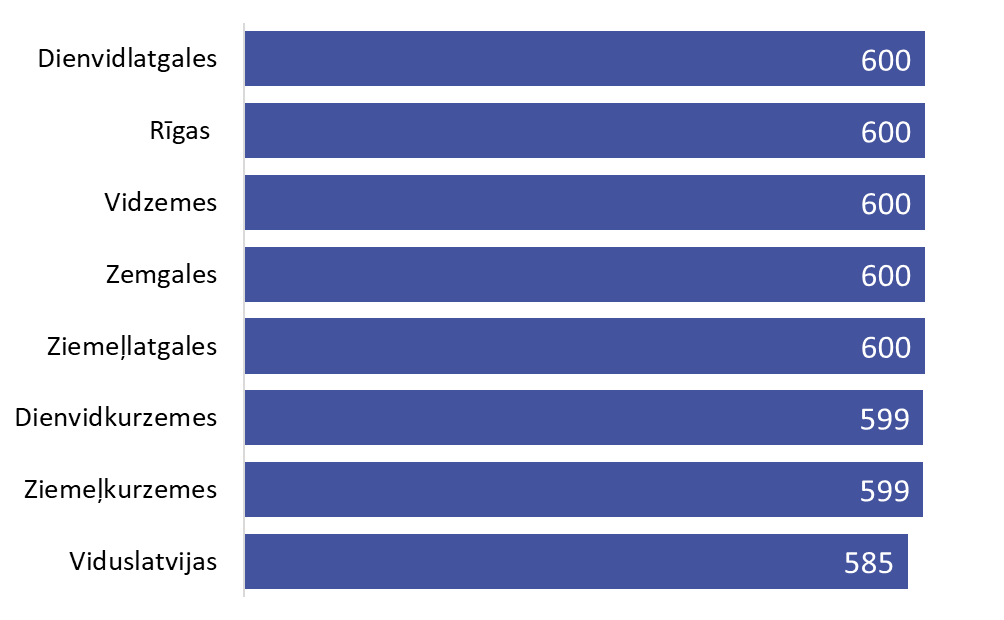 Dienvidlatgales 600
Rīgas 600
Vidzemes 600
Zemgales 600
Ziemeļlatgales 600
Dienvidkurzemes 599
Ziemeļkurzemes 599
Viduslatvijas 585